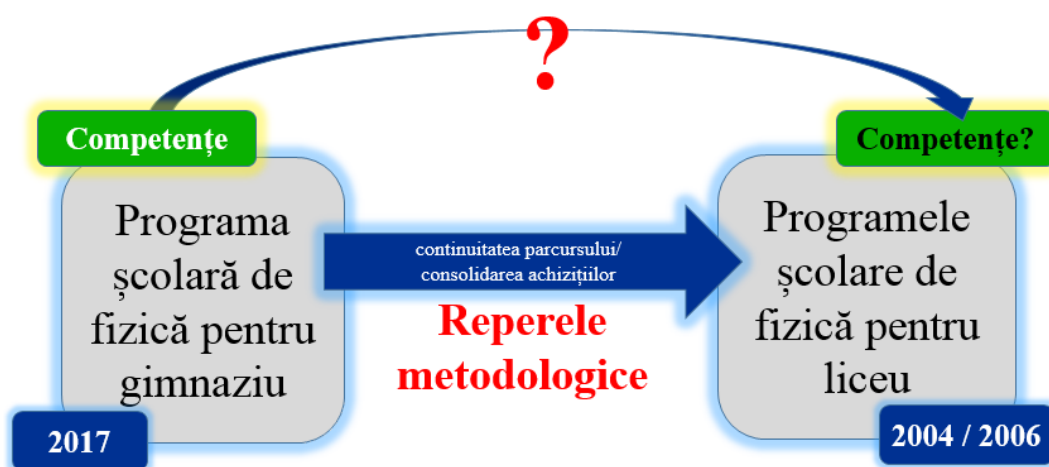 ?
Competențe
Competențe?
Programa
școlară de
fizică pentru
gimnaziu
2017
continuitatea parcursului/
consolidarea achizițiilor
Reperele
metodologice
Programele
școlare de
fizică pentru
liceu
2004 / 2006